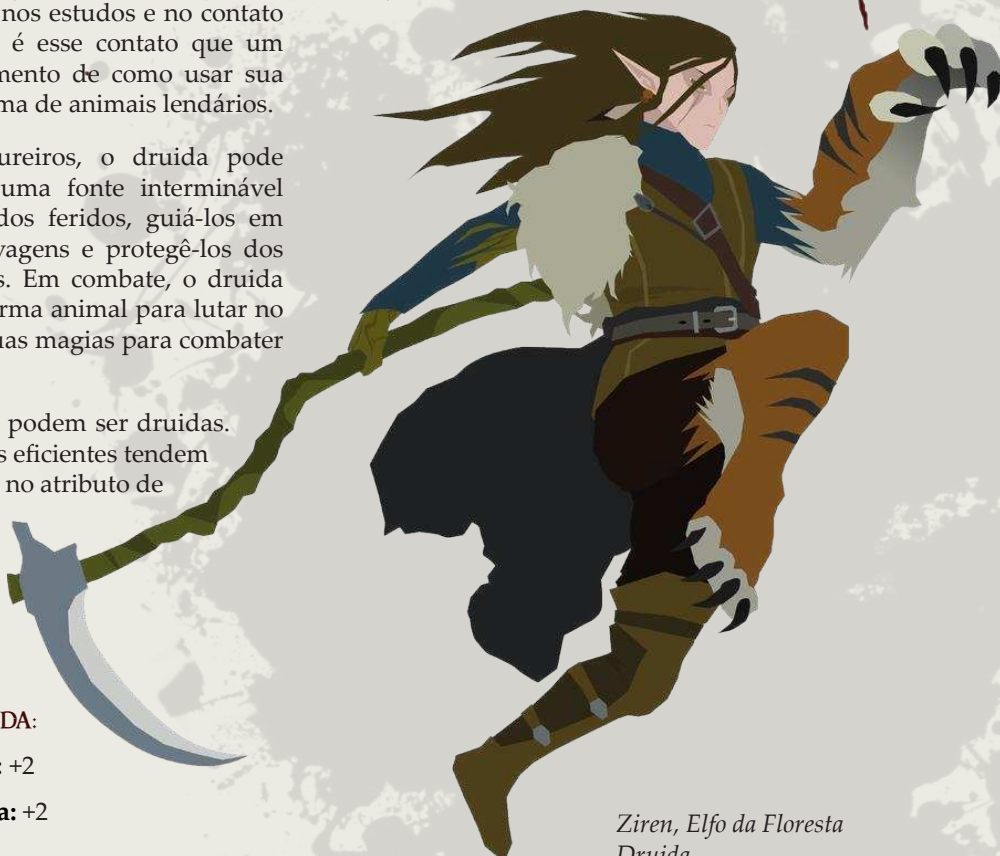 nos estudos e no contato
é esse contato que um
mento de como usar sua
ma de animais lendários.
ureiros, o druida pode
uma fonte interminável
dos feridos, guiá-los em
vagens e protegê-los dos
s. Em combate, o druida
rma animal para lutar no
uas magias para combater
podem ser druidas.
s eficientes tendem
no atributo de
DA:
: +2
a: +2
Ziren, Elfo da Floresta
Druida